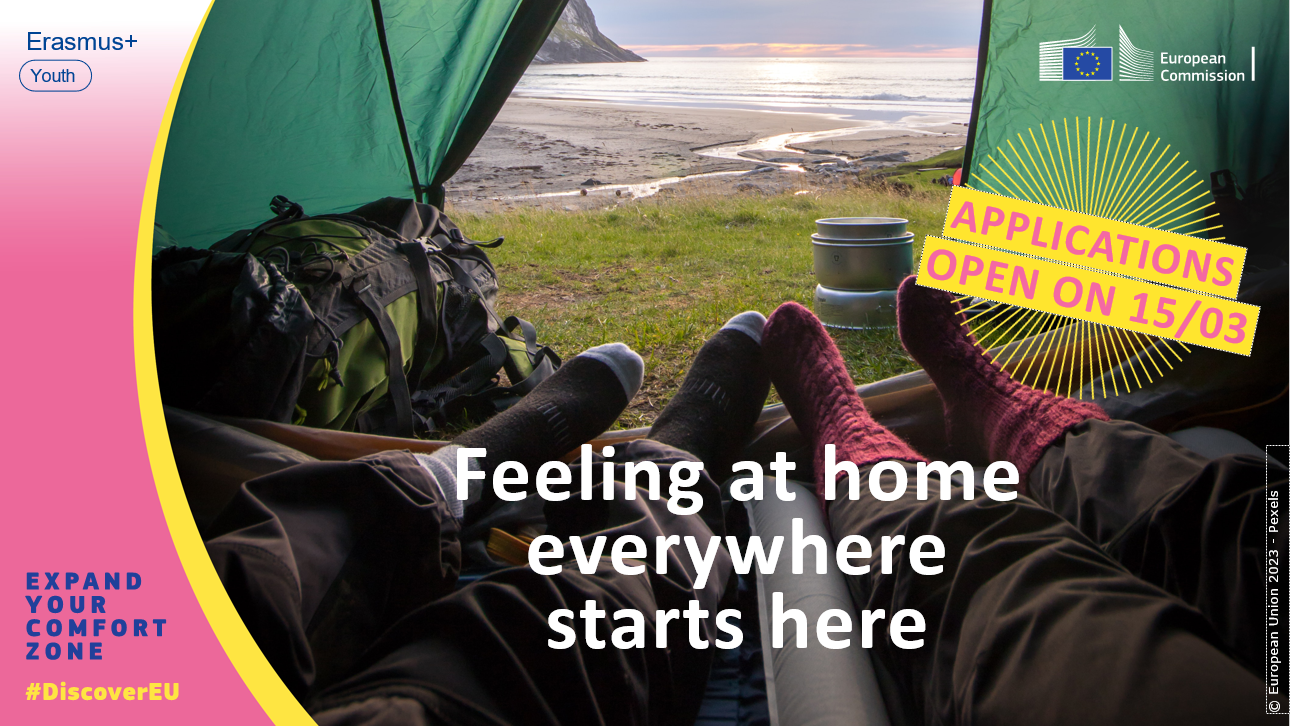 Erasmus+
Youth
European
Commission
APPLICATIONS
OPEN ON 15/03
Feeling at home
everywhere
starts here
EXPAND
YOUR
COMFORT
ZONE
#DiscoverEU
© European Union 2023 - Pexels